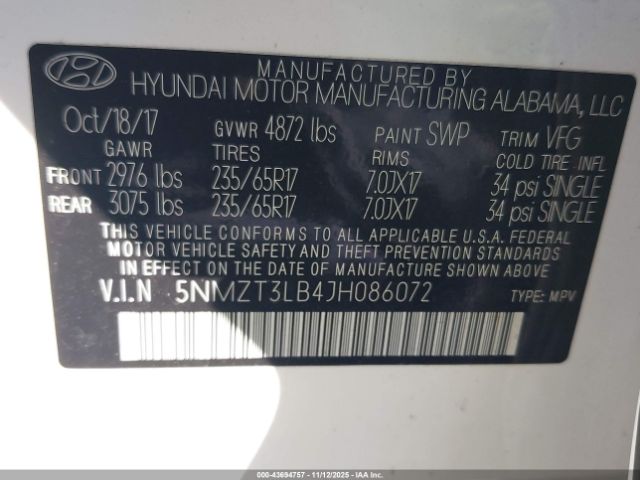 MANUFACTURED BY
HYUNDAI MOTOR MANUFACTURING ALABAMA, LLC
Oct/18/17 GVWR 4872 lbs PAINT SWP TRIM VFG
GAWR TIRES RIMS COLD TIRE INFL
FRONT 2976 lbs 235/65R17 7.0JX17 34 psi SINGLE
REAR 3075 lbs 235/65R17 7.0JX17 34 psi SINGLE
THIS VEHICLE CONFORMS TO ALL APPLICABLE U.S.A. FEDERAL
MOTOR VEHICLE SAFETY AND THEFT PREVENTION STANDARDS
IN EFFECT ON THE DATE OF MANUFACTURE SHOWN ABOVE.
V.I.N 5NMZT3LB4JH086072 TYPE: MPV
000-43694757 - 11/12/2025 - COPYRIGHT IAA, LLC.